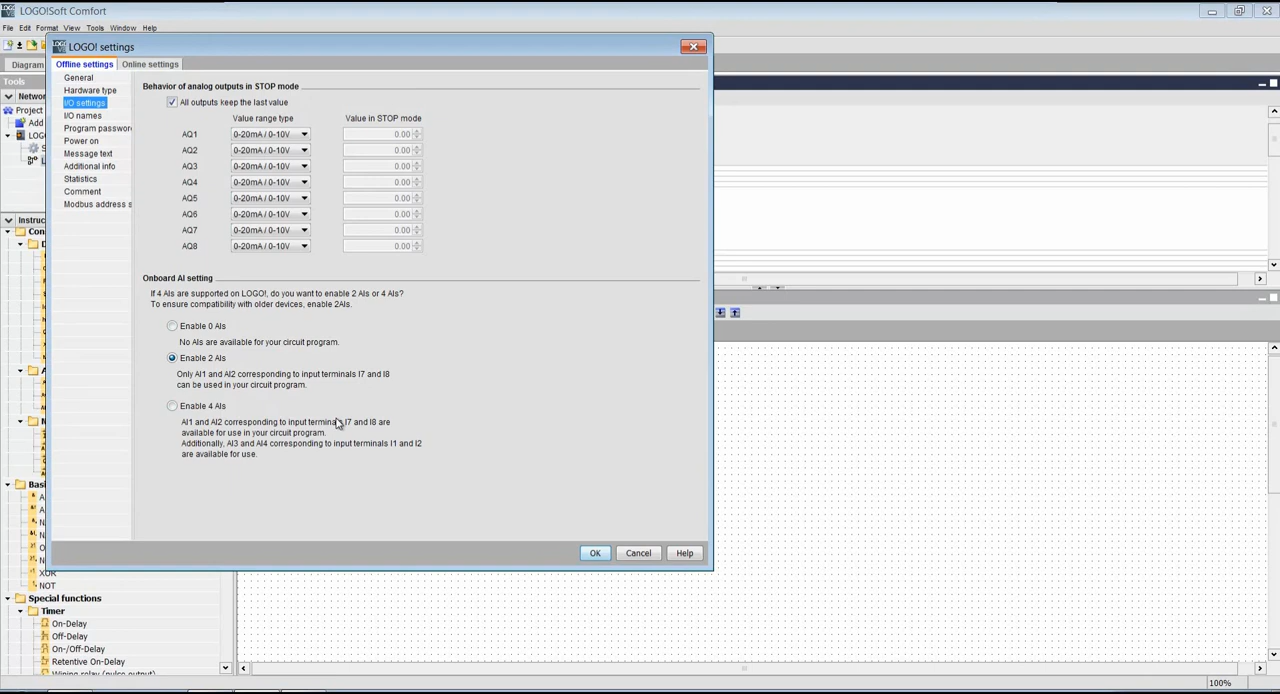 LOGO!Soft Comfort
File Edit Format View Tools Window Help
LOGO! settings
Diagram
Offline settings Online settings
Tools
Networ
Project
Add
LOGO
S
L
Instruc
Con
D
A
N
Basi
A
A
N
N
O
N
XOR
NOT
Special functions
Timer
On-Delay
Off-Delay
On-/Off-Delay
Retentive On-Delay
Wiping relay (pulse output)
General
Hardware type
I/O settings
I/O names
Program passwor
Power on
Message text
Additional info
Statistics
Comment
Modbus address s
Behavior of analog outputs in STOP mode
All outputs keep the last value
Value range type Value in STOP mode
AQ1 0-20mA / 0-10V 0.00
AQ2 0-20mA / 0-10V 0.00
AQ3 0-20mA / 0-10V 0.00
AQ4 0-20mA / 0-10V 0.00
AQ5 0-20mA / 0-10V 0.00
AQ6 0-20mA / 0-10V 0.00
AQ7 0-20mA / 0-10V 0.00
AQ8 0-20mA / 0-10V 0.00
Onboard AI setting
If 4 AIs are supported on LOGO!, do you want to enable 2 AIs or 4 AIs?
To ensure compatibility with older devices, enable 2AIs.
Enable 0 AIs
No AIs are available for your circuit program.
Enable 2 AIs
Only AI1 and AI2 corresponding to input terminals I7 and I8
can be used in your circuit program.
Enable 4 AIs
AI1 and AI2 corresponding to input terminals I7 and I8 are
available for use in your circuit program.
Additionally, AI3 and AI4 corresponding to input terminals I1 and I2
are available for use.
OK Cancel Help
100%